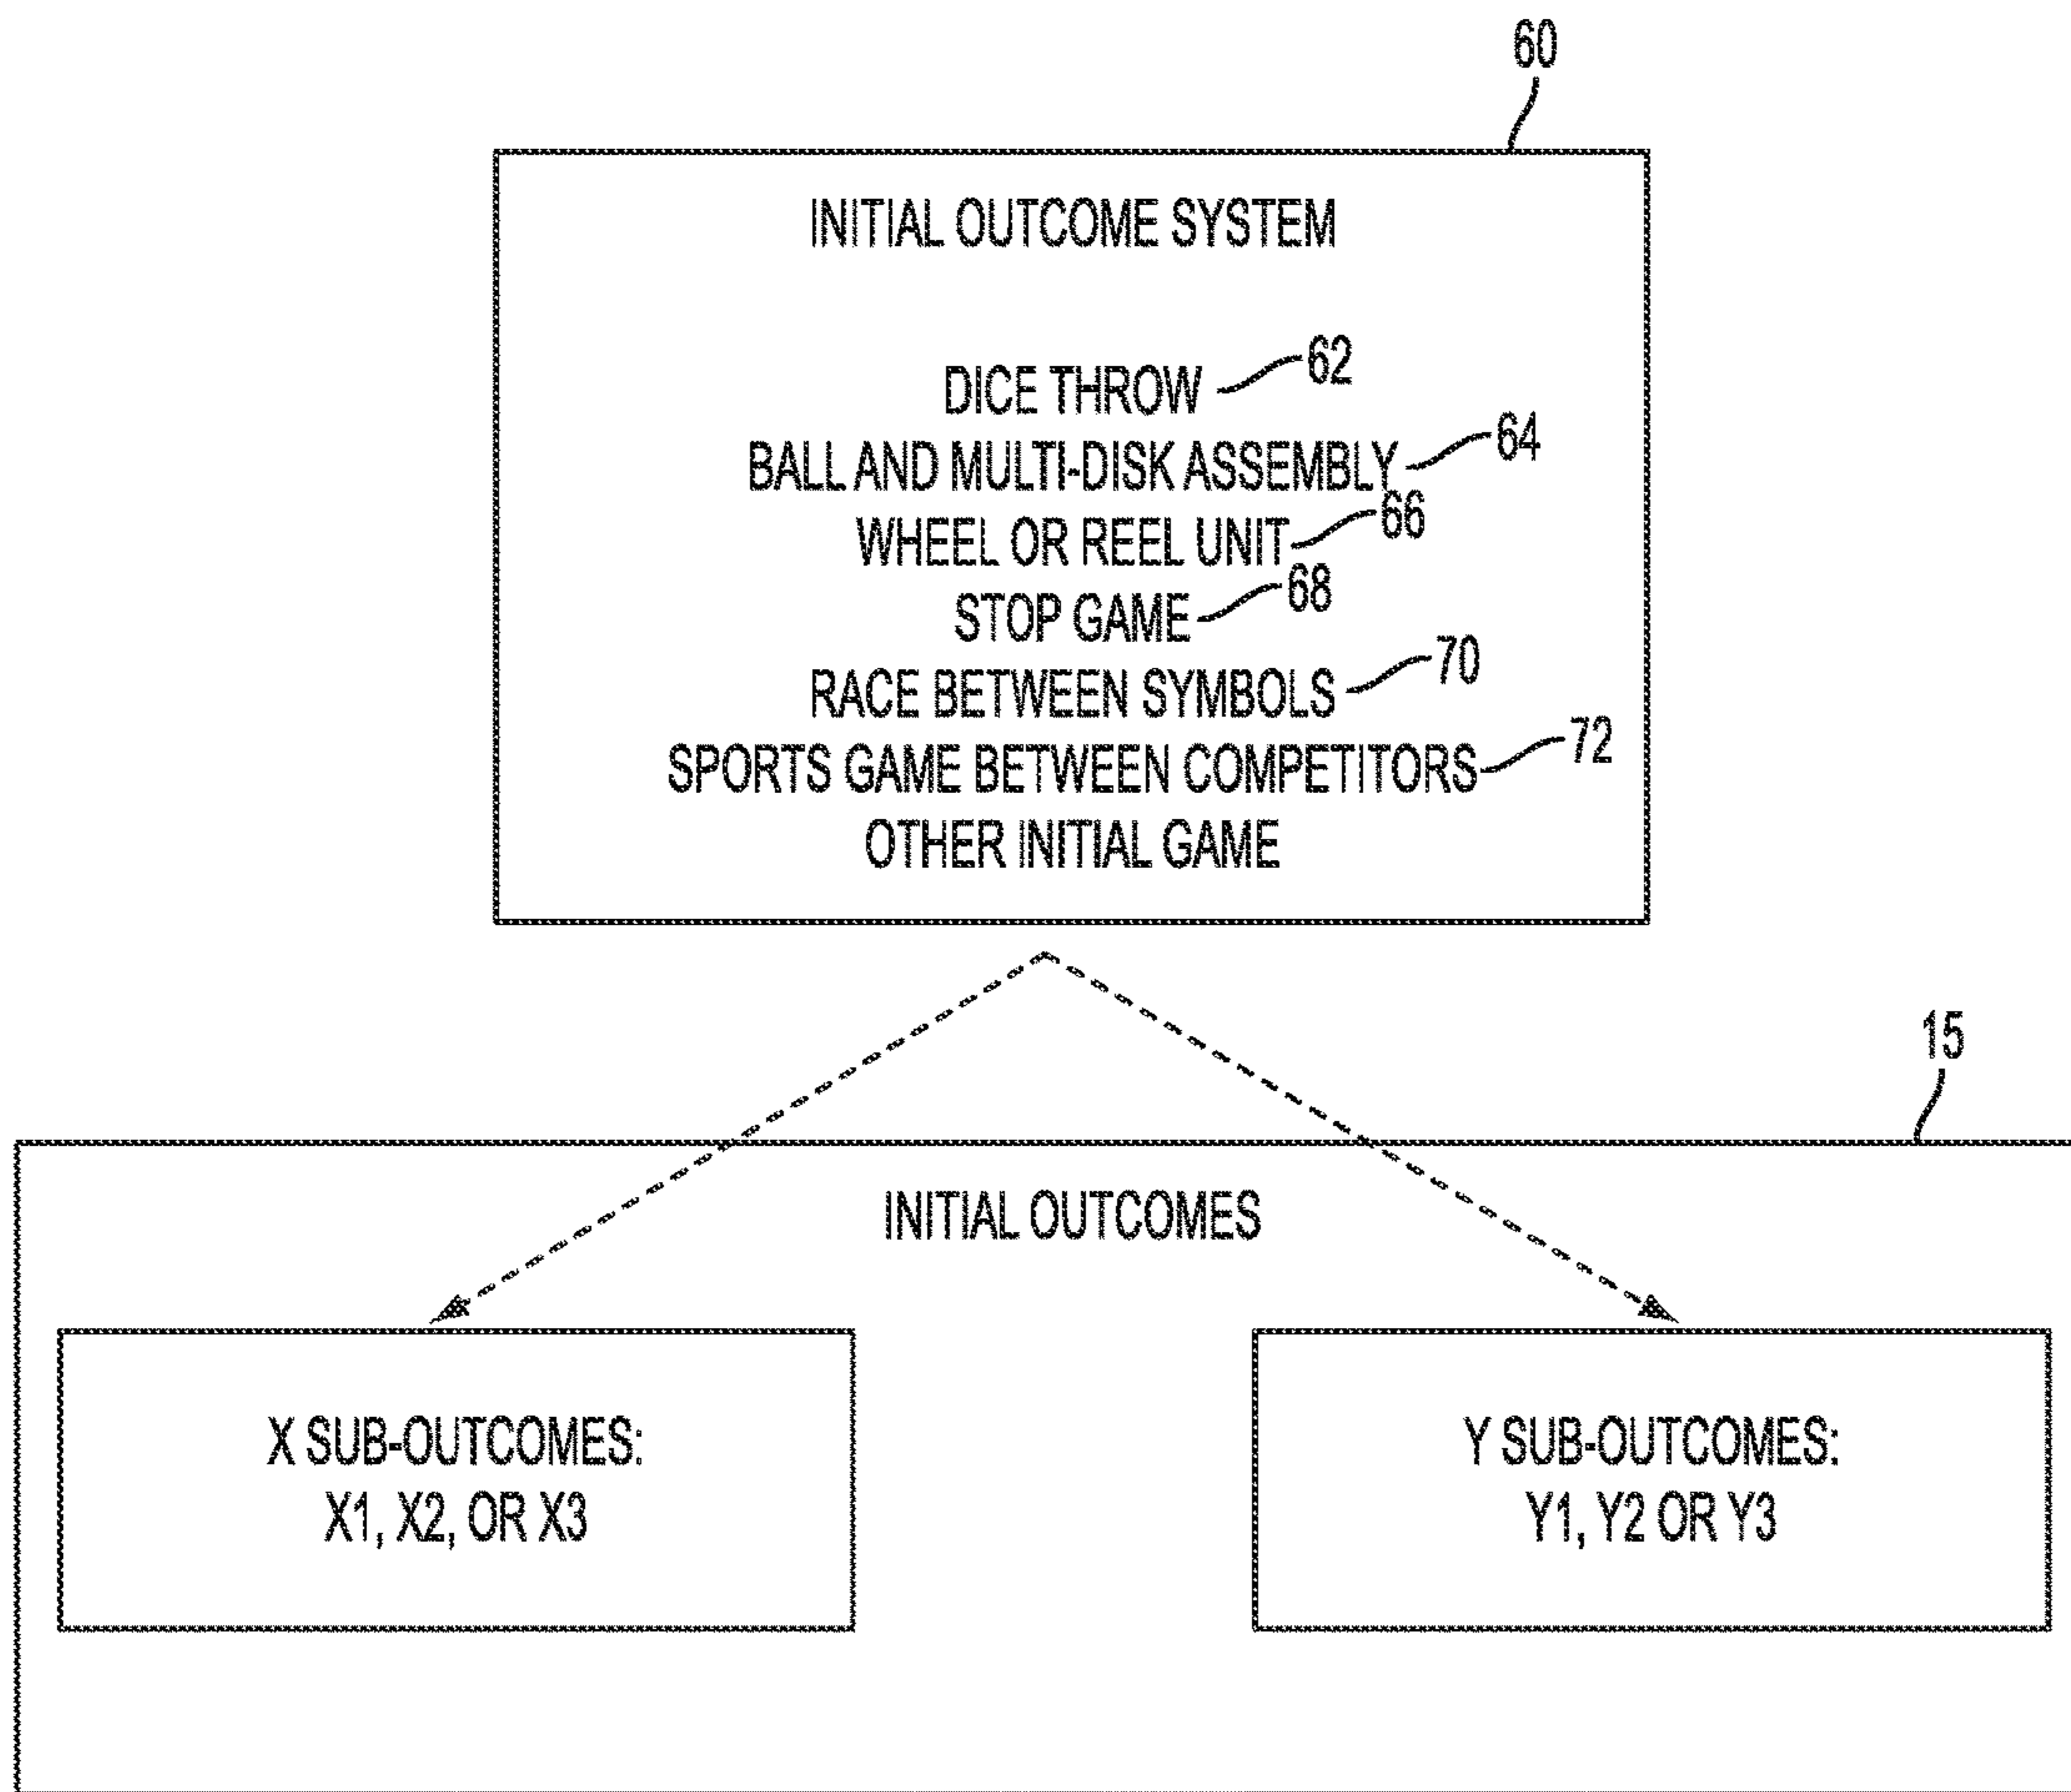 60
INITIAL OUTCOME SYSTEM
DICE THROW 62
BALL AND MULTI-DISK ASSEMBLY 64
WHEEL OR REEL UNIT 66
STOP GAME 68
RACE BETWEEN SYMBOLS 70
SPORTS GAME BETWEEN COMPETITORS 72
OTHER INITIAL GAME
15
INITIAL OUTCOMES
X SUB-OUTCOMES:
X1, X2, OR X3
Y SUB-OUTCOMES:
Y1, Y2 OR Y3